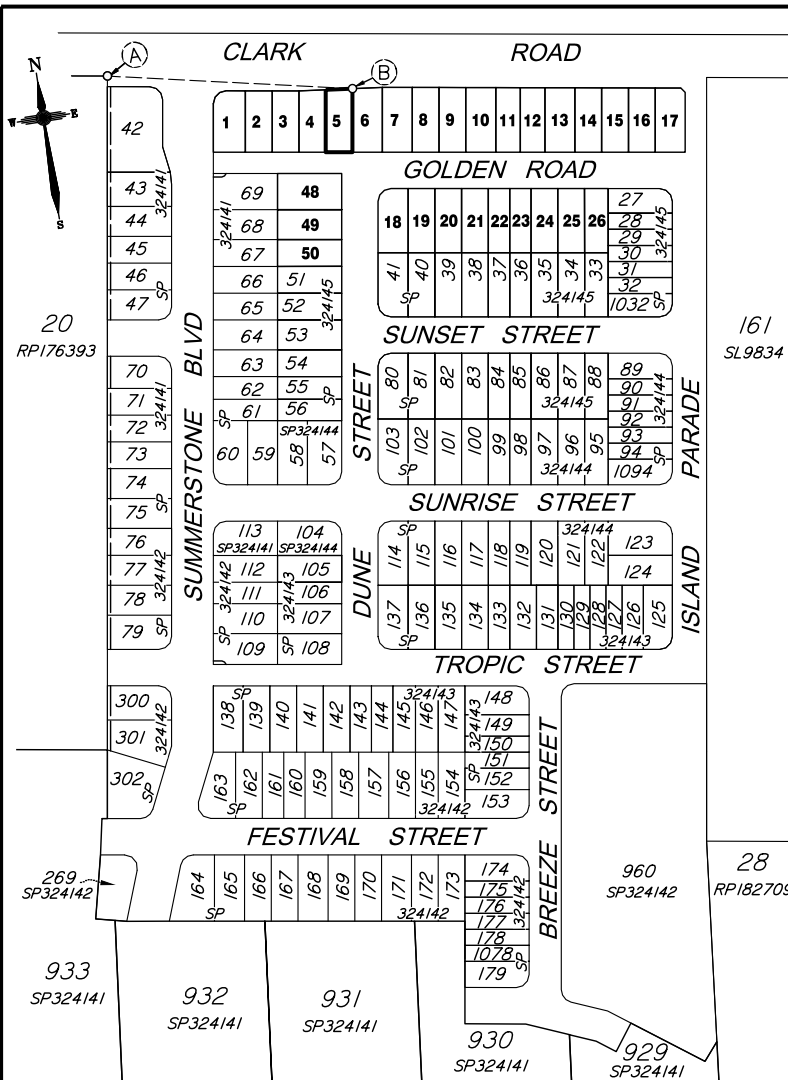 CLARK ROAD
A
B
N
W
E
S
42
43
44
45
46
47
SP 324141
1 2 3 4 5 6 7 8 9 10 11 12 13 14 15 16 17
GOLDEN ROAD
69 48
68 49
67 50
324141
66 51
65 52
64 53
63 54
62 55
61 56
SP
SP 324145
SP324144
60 59 58 57
18 19 20 21 22 23 24 25 26
41 40 39 38 37 36 35 34 33
SP 324145
27
28
29
30
31
32
1032
SP 324145
20
RP176393
161
SL9834
SUMMERSTONE BLVD
SUNSET STREET
DUNE STREET
ISLAND PARADE
70
71
72
73
74
75
76
77
78
79
SP 324141
SP 324142
80 81 82 83 84 85 86 87 88
SP 324145
103 102 101 100 99 98 97 96 95
SP 324144
89
90
91
92
93
94
1094
SP 324144
SUNRISE STREET
113 104
SP324141 SP324144
112 105
111 106
110 107
109 108
SP 324142
SP 324143
114 115 116 117 118 119 120 121 122
SP 324144
123
124
137 136 135 134 133 132 131 130 129 128 127 126 125
SP 324143
TROPIC STREET
300
301
302
SP 324142
138 139 140 141 142 143 144 145 146 147
SP 324143
148
149
150
151
152
153
SP 324143
163 162 161 160 159 158 157 156 155 154
SP 324142
FESTIVAL STREET
BREEZE STREET
269
SP324142
164 165 166 167 168 169 170 171 172 173
SP 324142
174
175
176
177
178
1078
179
SP 324142
960
SP324142
28
RP182709
933
SP324141
932
SP324141
931
SP324141
930
SP324141
929
SP324141